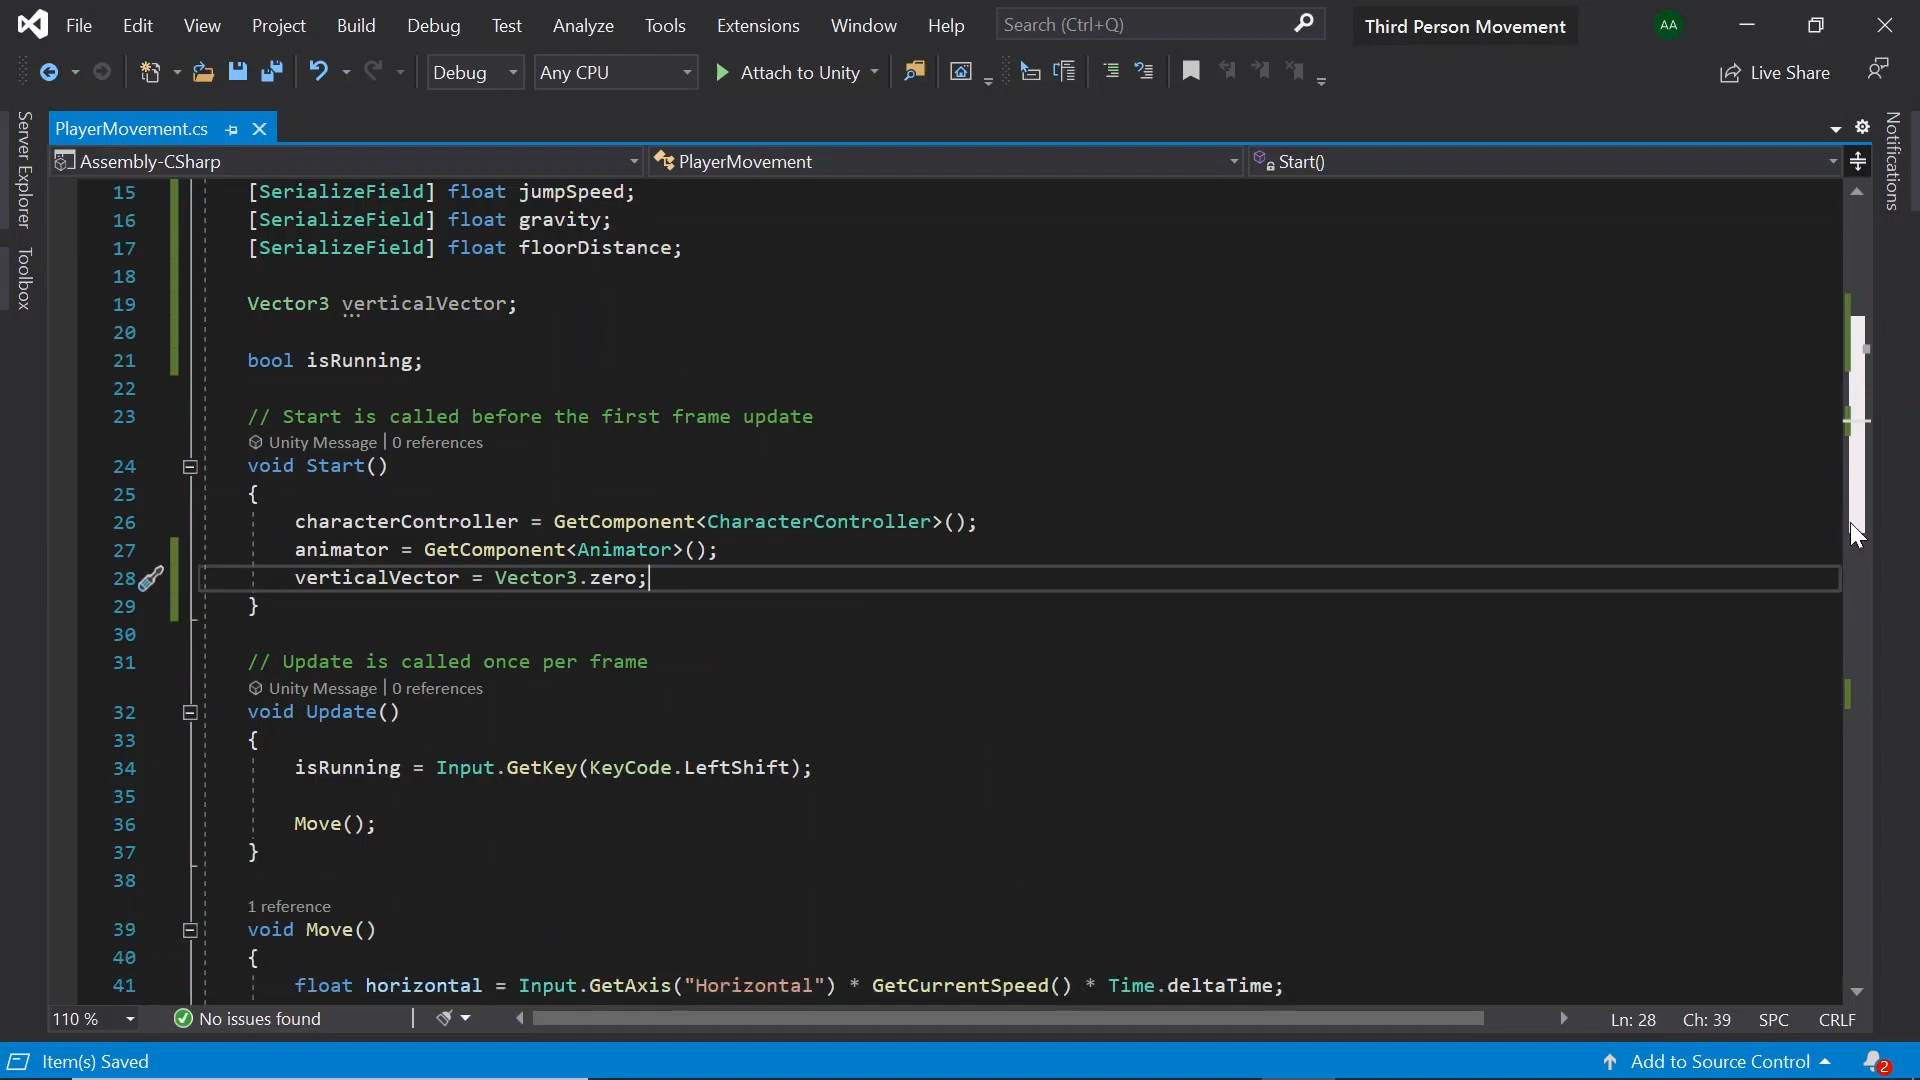 File Edit View Project Build Debug Test Analyze Tools Extensions Window Help Search (Ctrl+Q) Third Person Movement AA
Debug Any CPU Attach to Unity Live Share
Server Explorer
Toolbox
Notifications
PlayerMovement.cs
Assembly-CSharp PlayerMovement Start()
15 [SerializeField] float jumpSpeed;
16 [SerializeField] float gravity;
17 [SerializeField] float floorDistance;
18
19 Vector3 verticalVector;
20
21 bool isRunning;
22
23 // Start is called before the first frame update
Unity Message | 0 references
24 void Start()
25 {
26 characterController = GetComponent<CharacterController>();
27 animator = GetComponent<Animator>();
28 verticalVector = Vector3.zero;
29 }
30
31 // Update is called once per frame
Unity Message | 0 references
32 void Update()
33 {
34 isRunning = Input.GetKey(KeyCode.LeftShift);
35
36 Move();
37 }
38
1 reference
39 void Move()
40 {
41 float horizontal = Input.GetAxis("Horizontal") * GetCurrentSpeed() * Time.deltaTime;
110 % No issues found Ln: 28 Ch: 39 SPC CRLF
Item(s) Saved Add to Source Control 2